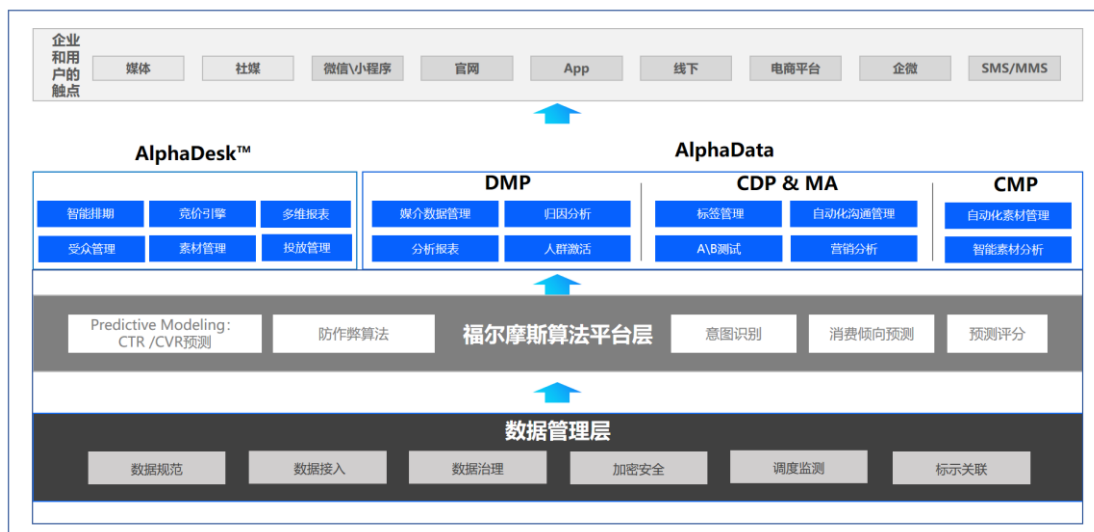 企业
和用
户的
触点
媒体
社媒
微信\小程序
官网
App
线下
电商平台
企微
SMS/MMS
AlphaDesk™
AlphaData
DMP
CDP & MA
CMP
智能排期
竞价引擎
多维报表
受众管理
素材管理
投放管理
媒介数据管理
归因分析
分析报表
人群激活
标签管理
自动化沟通管理
A\B测试
营销分析
自动化素材管理
智能素材分析
Predictive Modeling:
CTR /CVR预测
防作弊算法
福尔摩斯算法平台层
意图识别
消费倾向预测
预测评分
数据管理层
数据规范
数据接入
数据治理
加密安全
调度监测
标示关联